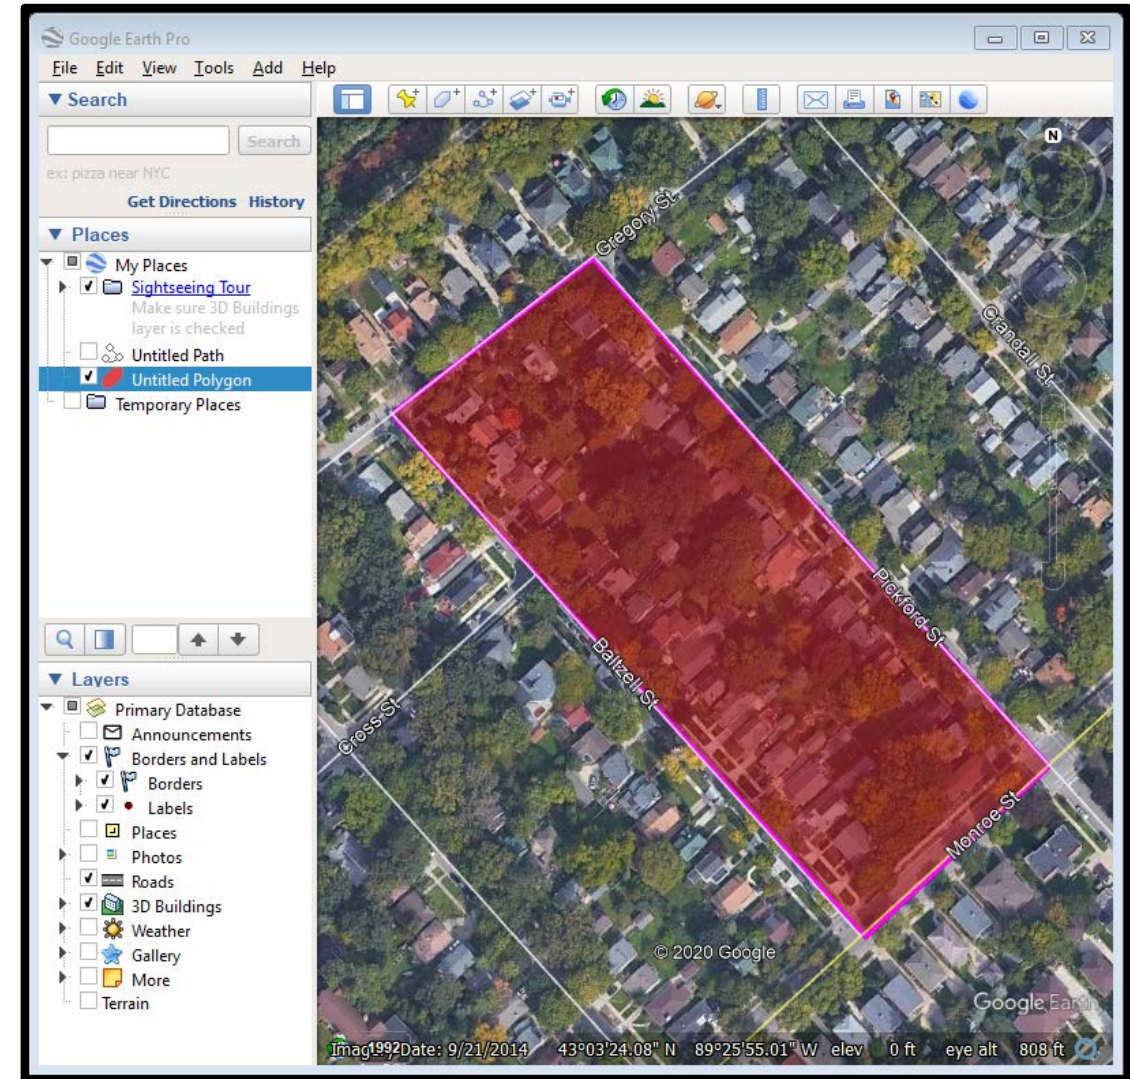 Google Earth Pro
File Edit View Tools Add Help
Search
Search
ex: pizza near NYC
Get Directions History
Places
My Places
Sightseeing Tour
Make sure 3D Buildings
layer is checked
Untitled Path
Untitled Polygon
Temporary Places
Layers
Primary Database
Announcements
Borders and Labels
Borders
Labels
Places
Photos
Roads
3D Buildings
Weather
Gallery
More
Terrain
N
Gregory St
Crandall St
Pickford St
Baltzell St
Cross St
Monroe St
© 2020 Google
Google Earth
1992 Date: 9/21/2014 43°03'24.08" N 89°25'55.01" W elev 0 ft eye alt 808 ft